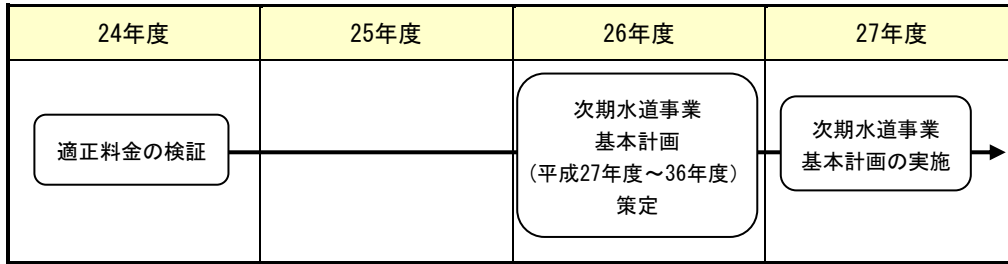 24年度
25年度
26年度
27年度
適正料金の検証
次期水道事業
基本計画
(平成27年度～36年度)
策定
次期水道事業
基本計画の実施